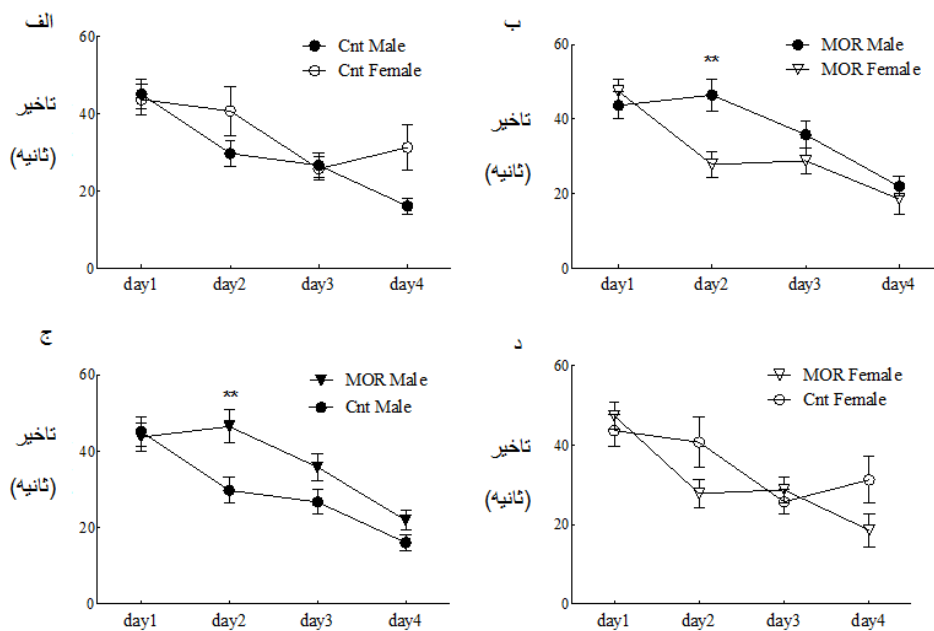 الف
60
40
20
0
تاخیر
(ثانیه)
Cnt Male
Cnt Female
day1 day2 day3 day4
ب
60
40
20
0
تاخیر
(ثانیه)
**
MOR Male
MOR Female
day1 day2 day3 day4
ج
60
40
20
0
تاخیر
(ثانیه)
**
MOR Male
Cnt Male
day1 day2 day3 day4
د
60
40
20
0
تاخیر
(ثانیه)
MOR Female
Cnt Female
day1 day2 day3 day4